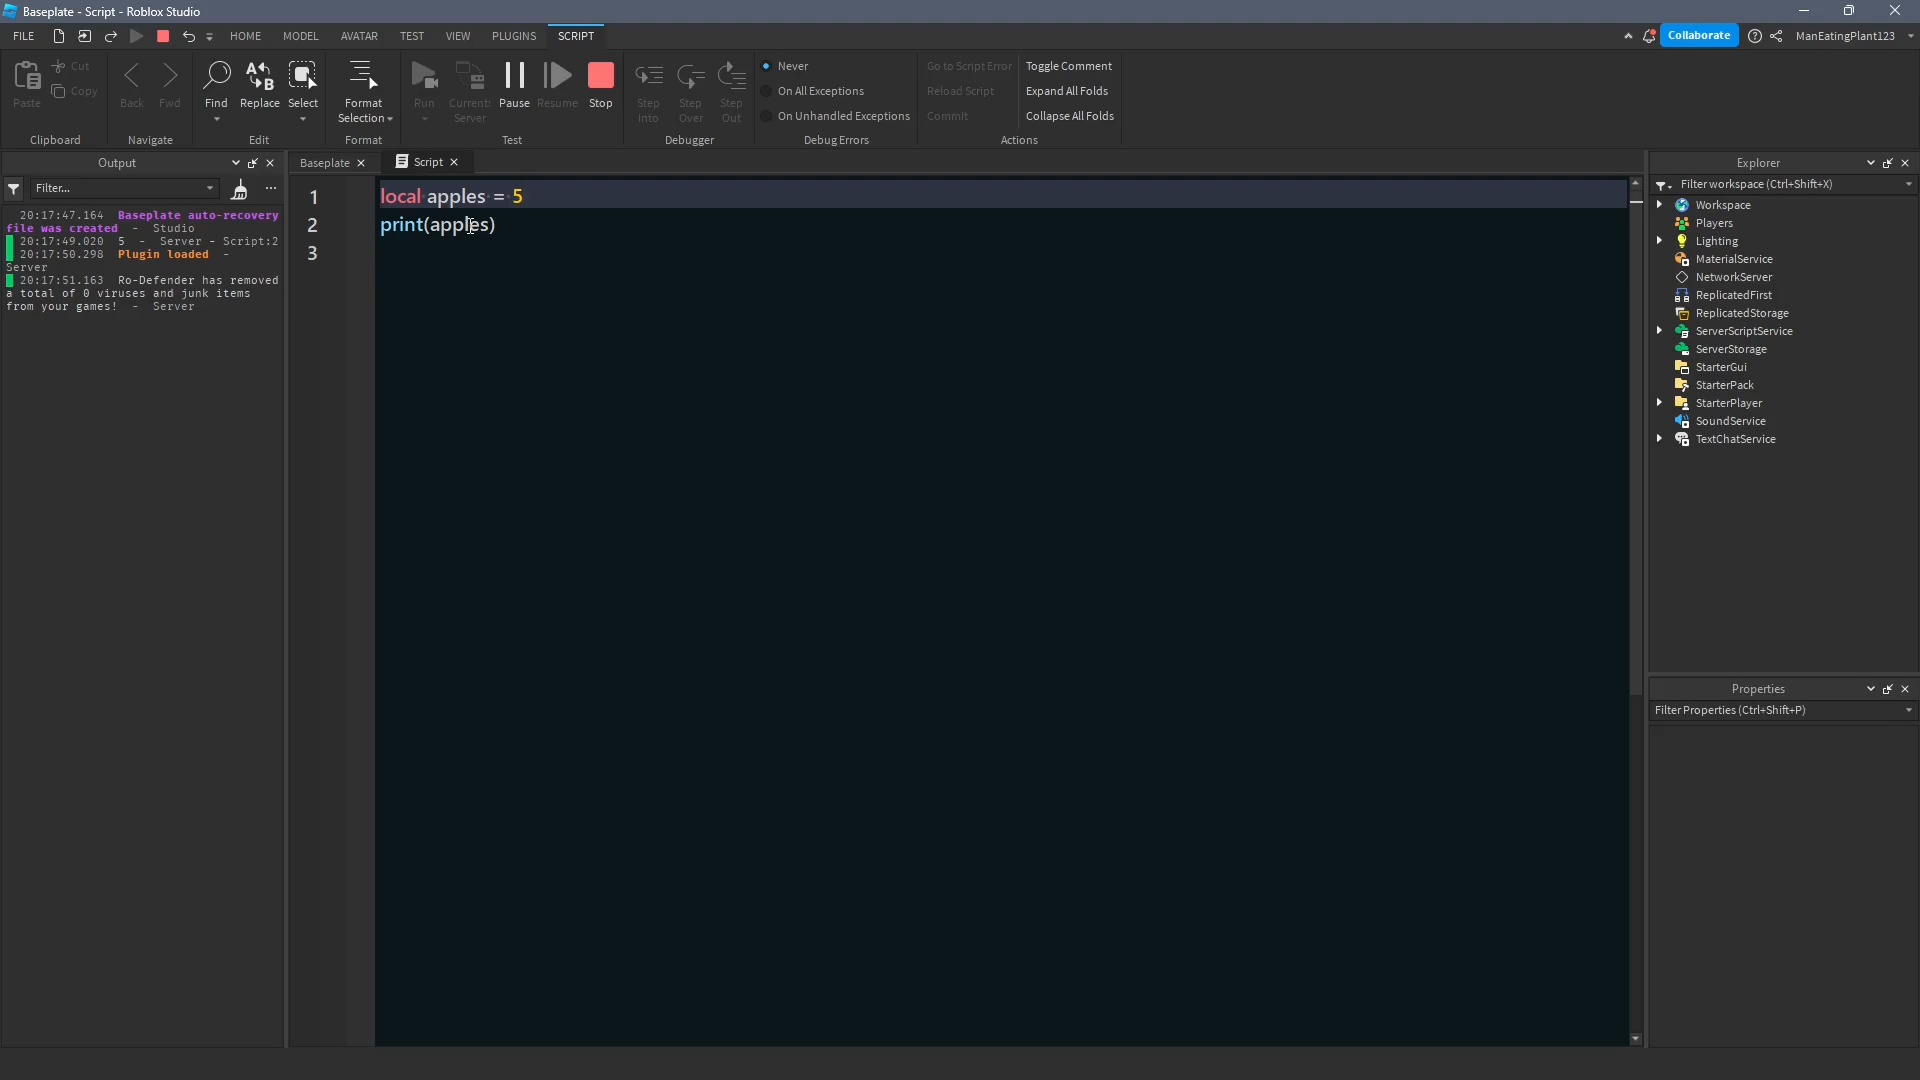 Baseplate - Script - Roblox Studio
FILE HOME MODEL AVATAR TEST VIEW PLUGINS SCRIPT Collaborate ManEatingPlant123
Paste Cut Copy
Clipboard
Back Fwd
Navigate
Find Replace Select
Edit
Format
Selection
Format
Run Current: Pause Resume Stop
Server
Test
Step Step Step
Into Over Out
Debugger
Never
On All Exceptions
On Unhandled Exceptions
Debug Errors
Go to Script Error Toggle Comment
Reload Script Expand All Folds
Commit Collapse All Folds
Actions
Output
Filter...
20:17:47.164 Baseplate auto-recovery
file was created - Studio
20:17:49.020 5 - Server - Script:2
20:17:50.298 Plugin loaded -
Server
20:17:51.163 Ro-Defender has removed
a total of 0 viruses and junk items
from your games! - Server
Baseplate Script
1 local apples = 5
2 print(apples)
3
Explorer
Filter workspace (Ctrl+Shift+X)
Workspace
Players
Lighting
MaterialService
NetworkServer
ReplicatedFirst
ReplicatedStorage
ServerScriptService
ServerStorage
StarterGui
StarterPack
StarterPlayer
SoundService
TextChatService
Properties
Filter Properties (Ctrl+Shift+P)